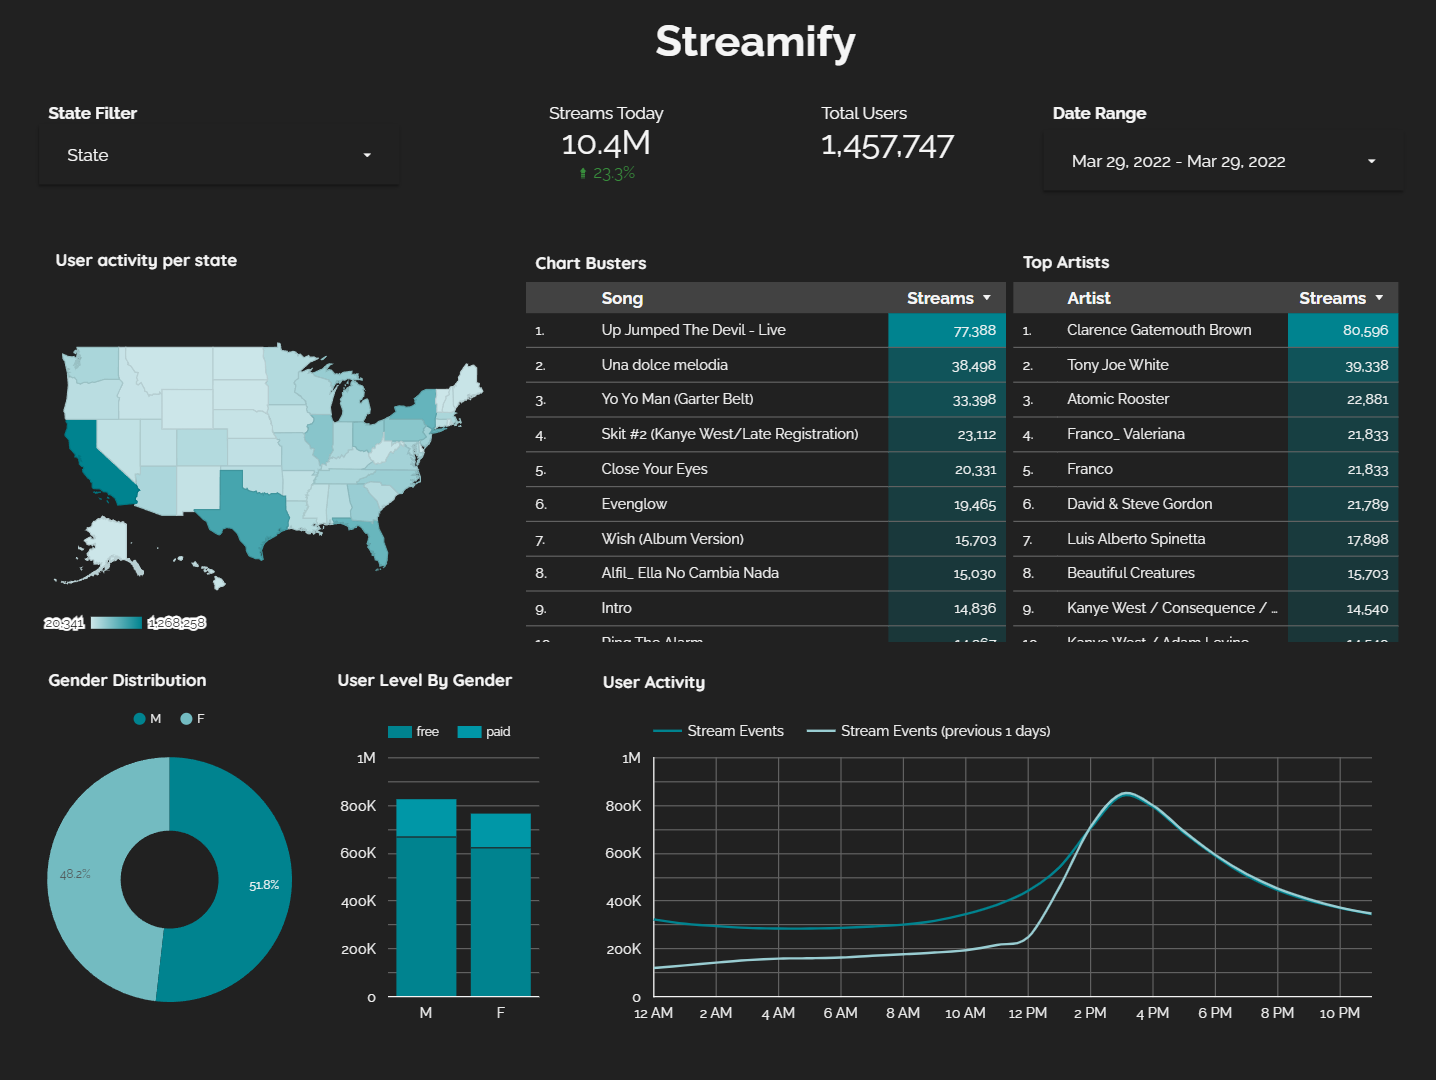 Streamify
State Filter
State
Streams Today
10.4M
23.3%
Total Users
1,457,747
Date Range
Mar 29, 2022 - Mar 29, 2022
User activity per state
20,341 1,268,258
Chart Busters
Song Streams
1. Up Jumped The Devil - Live 77,388
2. Una dolce melodia 38,498
3. Yo Yo Man (Garter Belt) 33,398
4. Skit #2 (Kanye West/Late Registration) 23,112
5. Close Your Eyes 20,331
6. Evenglow 19,465
7. Wish (Album Version) 15,703
8. Alfil_ Ella No Cambia Nada 15,030
9. Intro 14,836
10. Ring The Alarm
Top Artists
Artist Streams
1. Clarence Gatemouth Brown 80,596
2. Tony Joe White 39,338
3. Atomic Rooster 22,881
4. Franco_ Valeriana 21,833
5. Franco 21,833
6. David & Steve Gordon 21,789
7. Luis Alberto Spinetta 17,898
8. Beautiful Creatures 15,703
9. Kanye West / Consequence / ... 14,540
10. Kanye West / Adam Levine 14,540
Gender Distribution
M F
48.2%
51.8%
User Level By Gender
free paid
1M
800K
600K
400K
200K
0
M F
User Activity
Stream Events Stream Events (previous 1 days)
1M
800K
600K
400K
200K
0
12 AM 2 AM 4 AM 6 AM 8 AM 10 AM 12 PM 2 PM 4 PM 6 PM 8 PM 10 PM